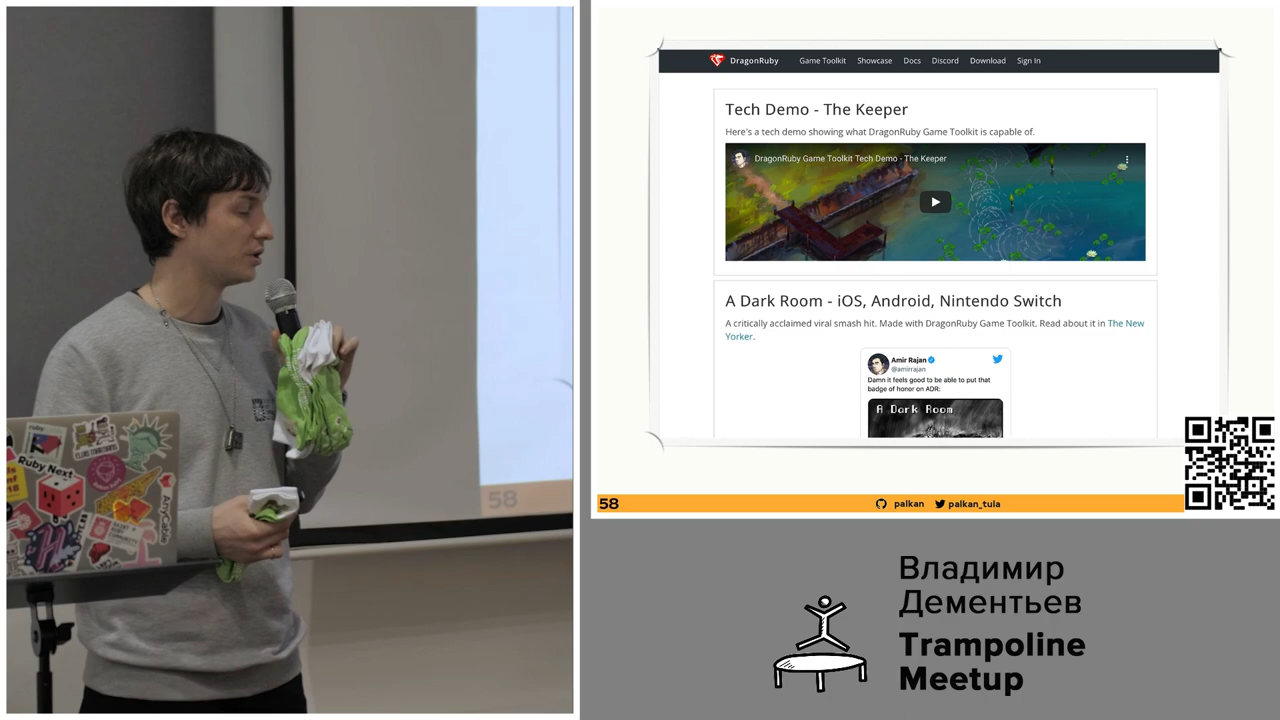 ruby
Ruby Next
AnyCable
58
DragonRuby
Game Toolkit
Showcase
Docs
Discord
Download
Sign In
Tech Demo - The Keeper
Here's a tech demo showing what DragonRuby Game Toolkit is capable of.
DragonRuby Game Toolkit Tech Demo - The Keeper
A Dark Room - iOS, Android, Nintendo Switch
A critically acclaimed viral smash hit. Made with DragonRuby Game Toolkit. Read about it in The New
Yorker.
Amir Rajan
@amirrajan
Damn it feels good to be able to put that
badge of honor on ADR:
A Dark Room
58
palkan
palkan_tula
Владимир
Дементьев
Trampoline
Meetup